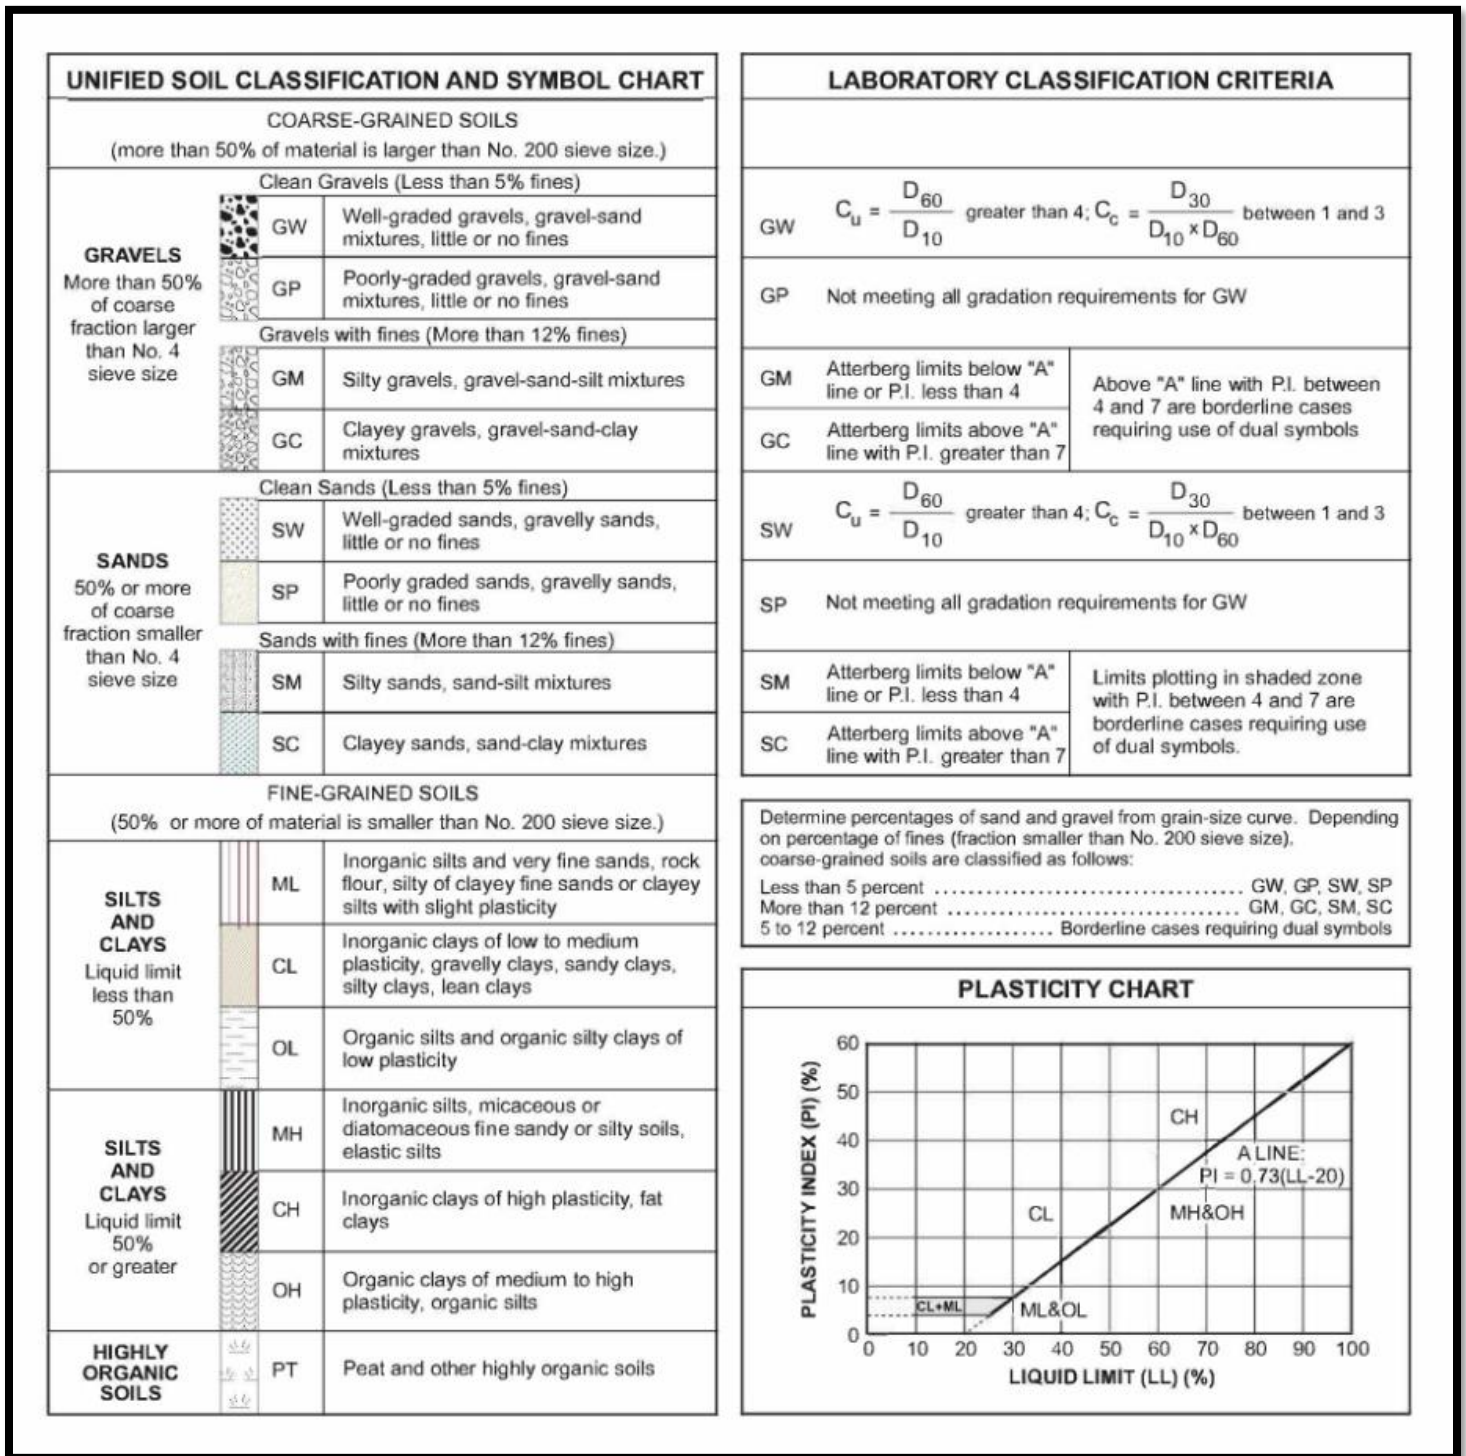 UNIFIED SOIL CLASSIFICATION AND SYMBOL CHART
COARSE-GRAINED SOILS
(more than 50% of material is larger than No. 200 sieve size.)
Clean Gravels (Less than 5% fines)
GRAVELS
More than 50%
of coarse
fraction larger
than No. 4
sieve size
GW
Well-graded gravels, gravel-sand
mixtures, little or no fines
GP
Poorly-graded gravels, gravel-sand
mixtures, little or no fines
Gravels with fines (More than 12% fines)
GM
Silty gravels, gravel-sand-silt mixtures
GC
Clayey gravels, gravel-sand-clay
mixtures
Clean Sands (Less than 5% fines)
SANDS
50% or more
of coarse
fraction smaller
than No. 4
sieve size
SW
Well-graded sands, gravelly sands,
little or no fines
SP
Poorly graded sands, gravelly sands,
little or no fines
Sands with fines (More than 12% fines)
SM
Silty sands, sand-silt mixtures
SC
Clayey sands, sand-clay mixtures
FINE-GRAINED SOILS
(50% or more of material is smaller than No. 200 sieve size.)
SILTS
AND
CLAYS
Liquid limit
less than
50%
ML
Inorganic silts and very fine sands, rock
flour, silty of clayey fine sands or clayey
silts with slight plasticity
CL
Inorganic clays of low to medium
plasticity, gravelly clays, sandy clays,
silty clays, lean clays
OL
Organic silts and organic silty clays of
low plasticity
SILTS
AND
CLAYS
Liquid limit
50%
or greater
MH
Inorganic silts, micaceous or
diatomaceous fine sandy or silty soils,
elastic silts
CH
Inorganic clays of high plasticity, fat
clays
OH
Organic clays of medium to high
plasticity, organic silts
HIGHLY
ORGANIC
SOILS
PT
Peat and other highly organic soils
LABORATORY CLASSIFICATION CRITERIA
GW
Cu = D60 / D10 greater than 4; Cc = D30 / D10 x D60 between 1 and 3
GP
Not meeting all gradation requirements for GW
GM
Atterberg limits below "A"
line or P.I. less than 4
GC
Atterberg limits above "A"
line with P.I. greater than 7
Above "A" line with P.I. between
4 and 7 are borderline cases
requiring use of dual symbols
SW
Cu = D60 / D10 greater than 4; Cc = D30 / D10 x D60 between 1 and 3
SP
Not meeting all gradation requirements for GW
SM
Atterberg limits below "A"
line or P.I. less than 4
SC
Atterberg limits above "A"
line with P.I. greater than 7
Limits plotting in shaded zone
with P.I. between 4 and 7 are
borderline cases requiring use
of dual symbols.
Determine percentages of sand and gravel from grain-size curve. Depending
on percentage of fines (fraction smaller than No. 200 sieve size),
coarse-grained soils are classified as follows:
Less than 5 percent ................................. GW, GP, SW, SP
More than 12 percent ............................... GM, GC, SM, SC
5 to 12 percent .................. Borderline cases requiring dual symbols
PLASTICITY CHART
PLASTICITY INDEX (PI) (%)
60
50
40
30
20
10
0
CH
A LINE:
PI = 0.73(LL-20)
CL
MH&OH
CL+ML
ML&OL
0 10 20 30 40 50 60 70 80 90 100
LIQUID LIMIT (LL) (%)